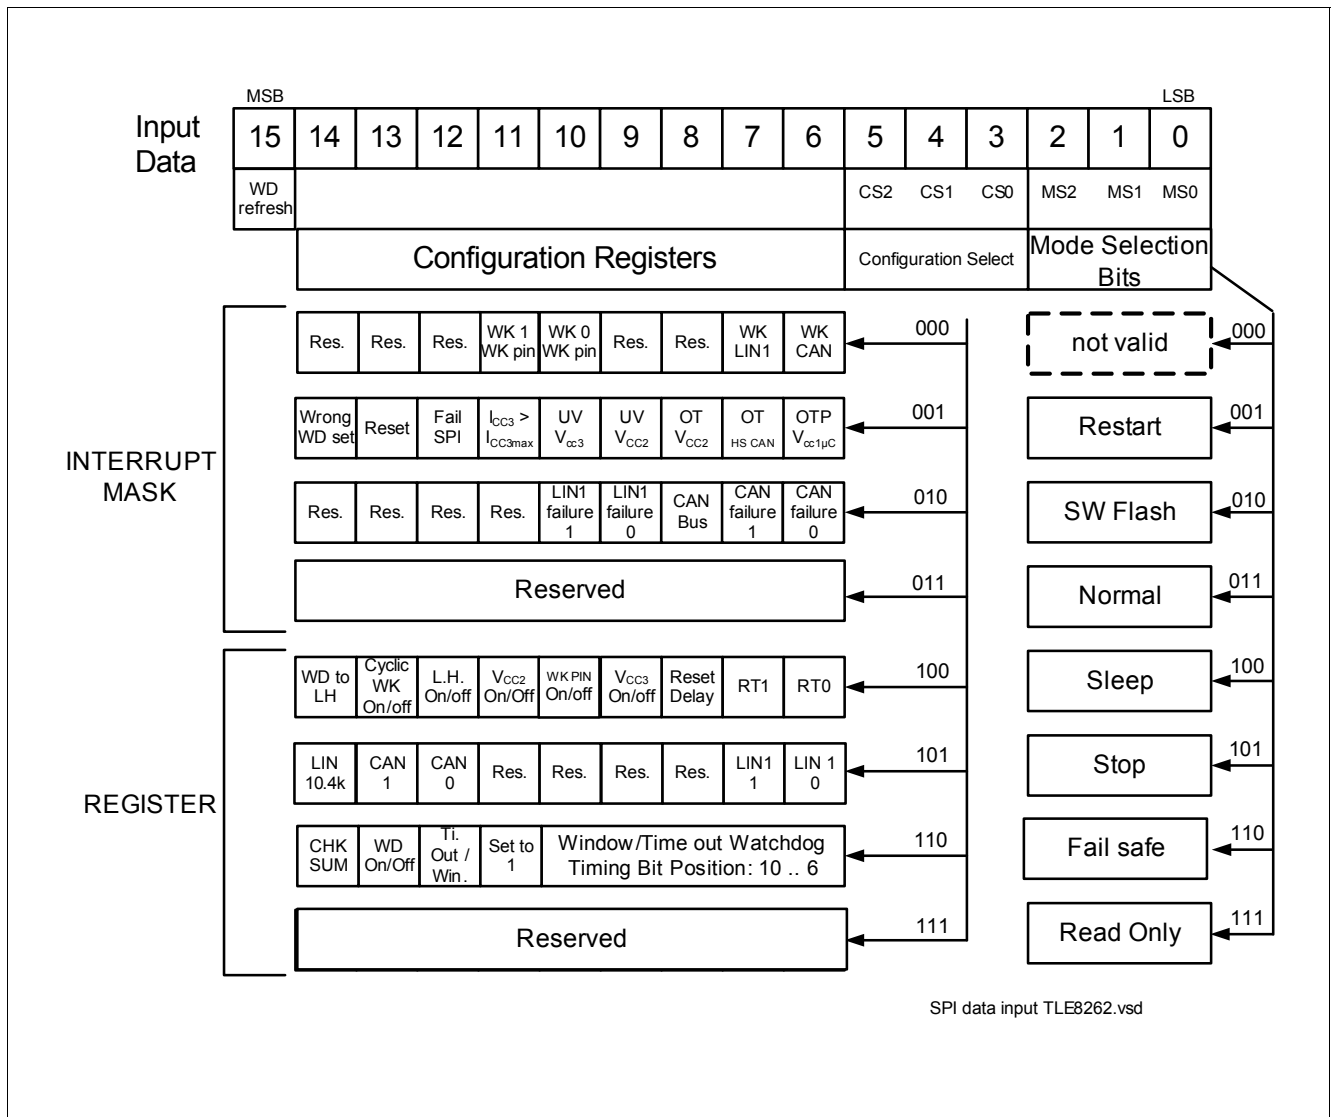 MSB LSB
Input
Data
15 14 13 12 11 10 9 8 7 6 5 4 3 2 1 0
WD
refresh
CS2 CS1 CS0 MS2 MS1 MS0
Configuration Registers
Configuration Select
Mode Selection
Bits
INTERRUPT
MASK
Res.
Res.
Res.
WK 1
WK pin
WK 0
WK pin
Res.
Res.
WK
LIN1
WK
CAN
000
not valid
000
Wrong
WD set
Reset
Fail
SPI
ICC3 >
ICC3max
UV
Vcc3
UV
VCC2
OT
VCC2
OT
HS CAN
OTP
Vcc1µC
001
Restart
001
Res.
Res.
Res.
Res.
LIN1
failure
1
LIN1
failure
0
CAN
Bus
CAN
failure
1
CAN
failure
0
010
SW Flash
010
Reserved
011
Normal
011
REGISTER
WD to
LH
Cyclic
WK
On/off
L.H.
On/off
VCC2
On/Off
WK PIN
On/off
VCC3
On/off
Reset
Delay
RT1
RT0
100
Sleep
100
LIN
10.4k
CAN
1
CAN
0
Res.
Res.
Res.
Res.
LIN1
1
LIN 1
0
101
Stop
101
CHK
SUM
WD
On/Off
Ti.
Out /
Win.
Set to
1
Window/Time out Watchdog
Timing Bit Position: 10 .. 6
110
Fail safe
110
Reserved
111
Read Only
111
SPI data input TLE8262.vsd